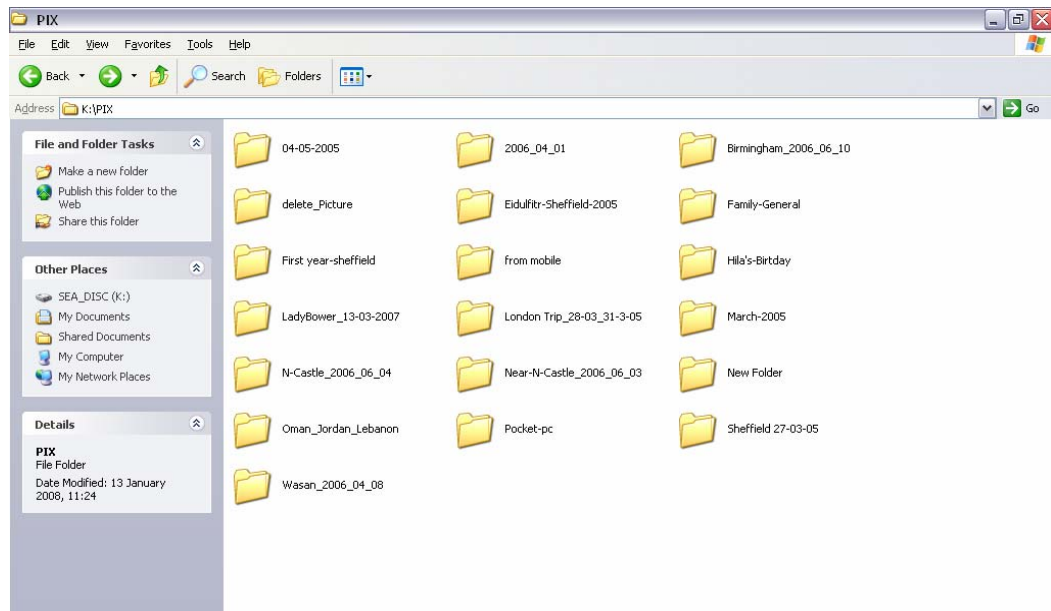 PIX
File Edit View Favorites Tools Help
Back Search Folders
Address K:\PIX Go
File and Folder Tasks
Make a new folder
Publish this folder to the
Web
Share this folder
Other Places
SEA_DISC (K:)
My Documents
Shared Documents
My Computer
My Network Places
Details
PIX
File Folder
Date Modified: 13 January
2008, 11:24
04-05-2005 2006_04_01 Birmingham_2006_06_10
delete_Picture Eidulfitr-Sheffield-2005 Family-General
First year-sheffield from mobile Hila's-Birtday
LadyBower_13-03-2007 London Trip_28-03_31-3-05 March-2005
N-Castle_2006_06_04 Near-N-Castle_2006_06_03 New Folder
Oman_Jordan_Lebanon Pocket-pc Sheffield 27-03-05
Wasan_2006_04_08